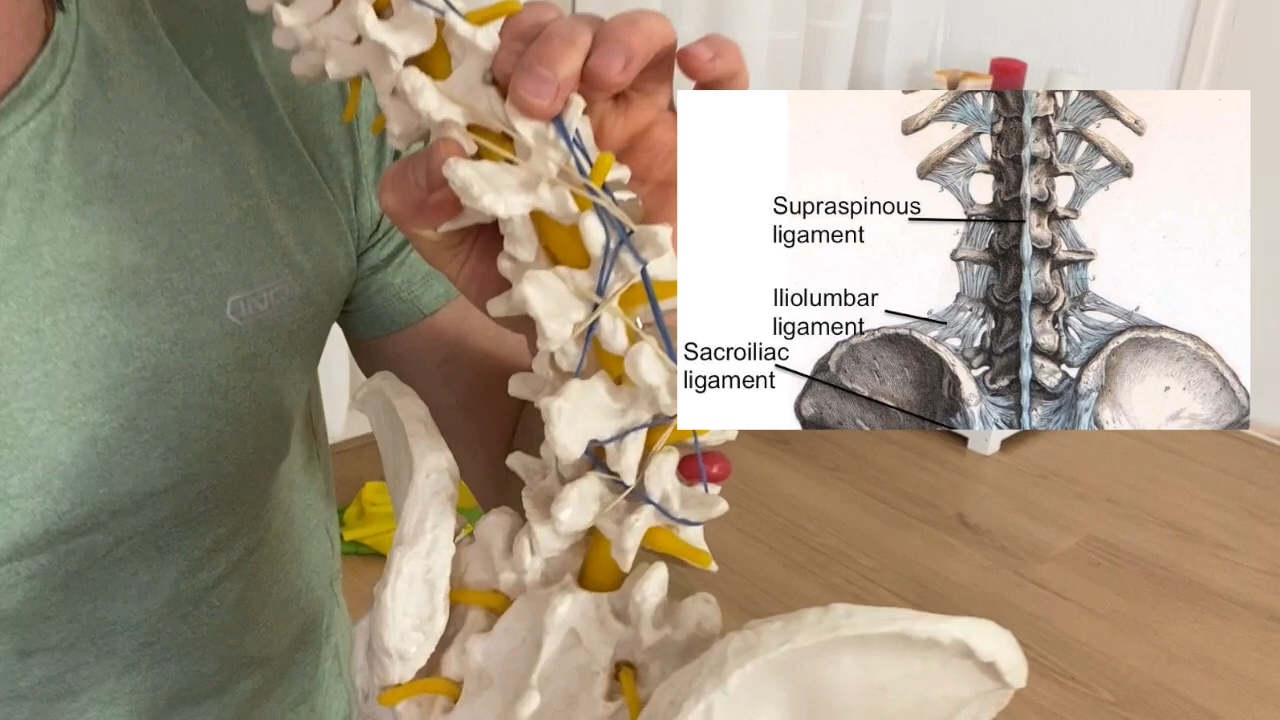 Supraspinous
ligament
Iliolumbar
ligament
Sacroiliac
ligament